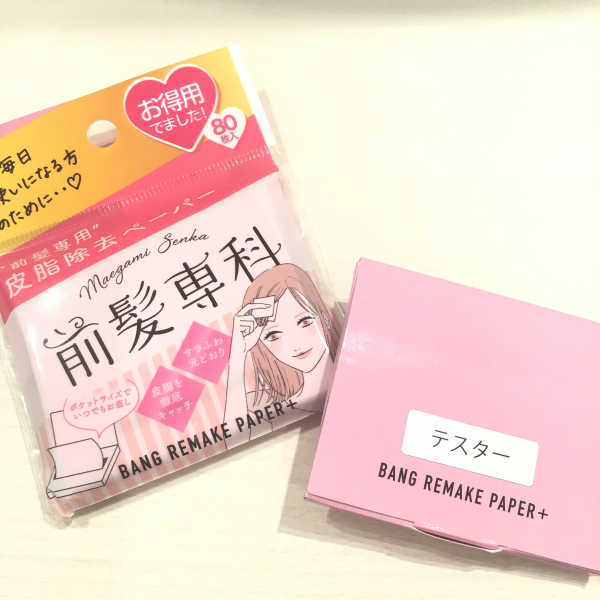 お得用
でました!
80
枚入
毎日
使いになる方
のために・・♡
"前髪専用"
皮脂除去ペーパー
Maegami Senka
前髪専科
サラふわ
元どおり
皮脂を
徹底
キャッチ
ポケットサイズで
いつでもお直し
BANG REMAKE PAPER+
テスター
BANG REMAKE PAPER+